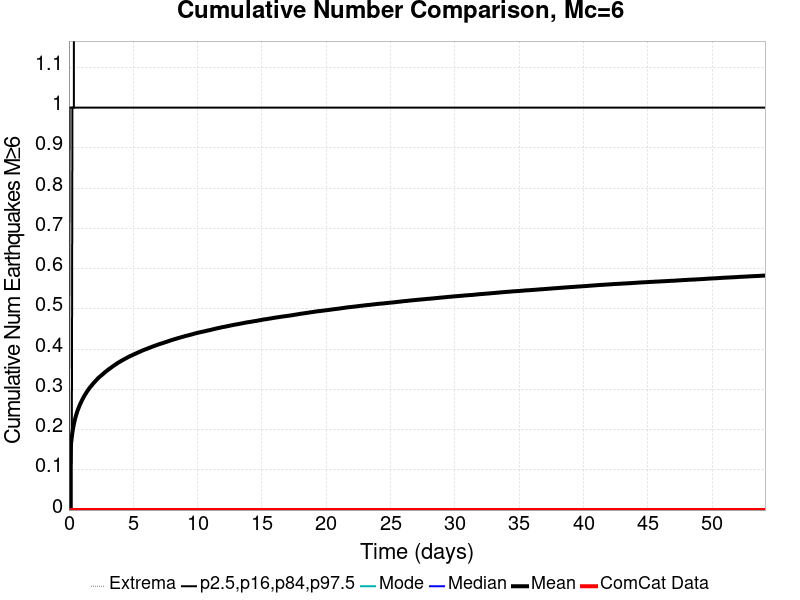 Cumulative Number Comparison, Mc=6
Cumulative Num Earthquakes M≥6
1.1
1
0.9
0.8
0.7
0.6
0.5
0.4
0.3
0.2
0.1
0
0 5 10 15 20 25 30 35 40 45 50
Time (days)
Extrema p2.5,p16,p84,p97.5 Mode Median Mean ComCat Data